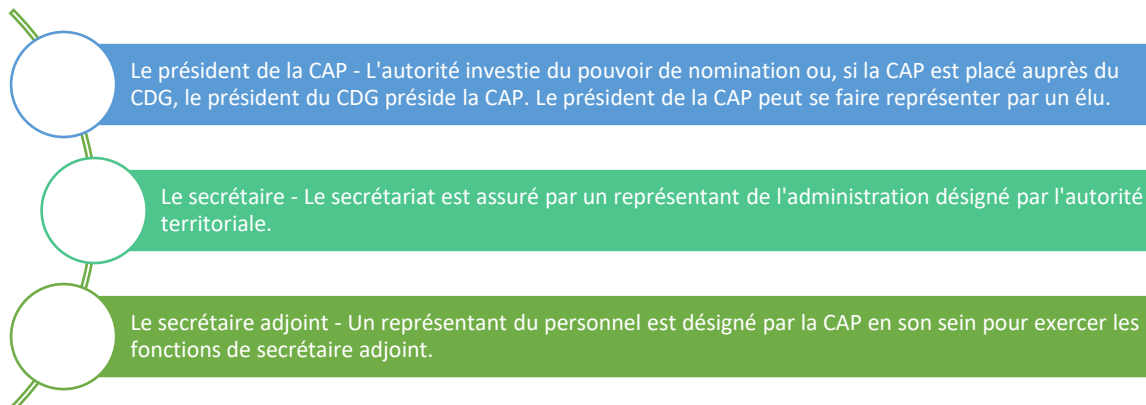 Le président de la CAP - L'autorité investie du pouvoir de nomination ou, si la CAP est placé auprès du
CDG, le président du CDG préside la CAP. Le président de la CAP peut se faire représenter par un élu.
Le secrétaire - Le secrétariat est assuré par un représentant de l'administration désigné par l'autorité
territoriale.
Le secrétaire adjoint - Un représentant du personnel est désigné par la CAP en son sein pour exercer les
fonctions de secrétaire adjoint.